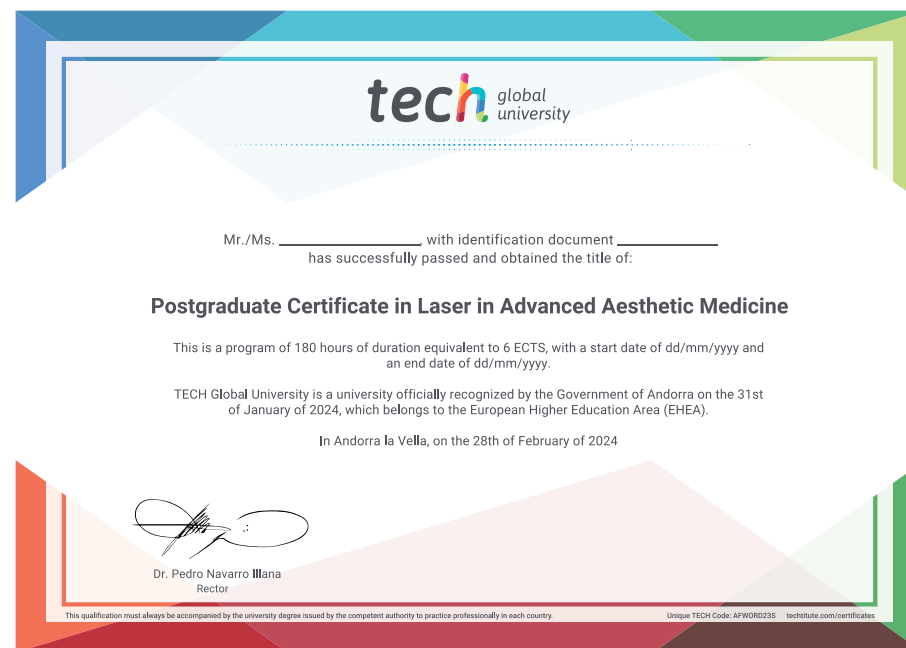 tech global university
Mr./Ms. ____________, with identification document ____________
has successfully passed and obtained the title of:
Postgraduate Certificate in Laser in Advanced Aesthetic Medicine
This is a program of 180 hours of duration equivalent to 6 ECTS, with a start date of dd/mm/yyyy and
an end date of dd/mm/yyyy.
TECH Global University is a university officially recognized by the Government of Andorra on the 31st
of January of 2024, which belongs to the European Higher Education Area (EHEA).
In Andorra la Vella, on the 28th of February of 2024
Dr. Pedro Navarro Illana
Rector
This qualification must always be accompanied by the university degree issued by the competent authority to practice professionally in each country.
Unique TECH Code: AFWORD23S techtitute.com/certificates